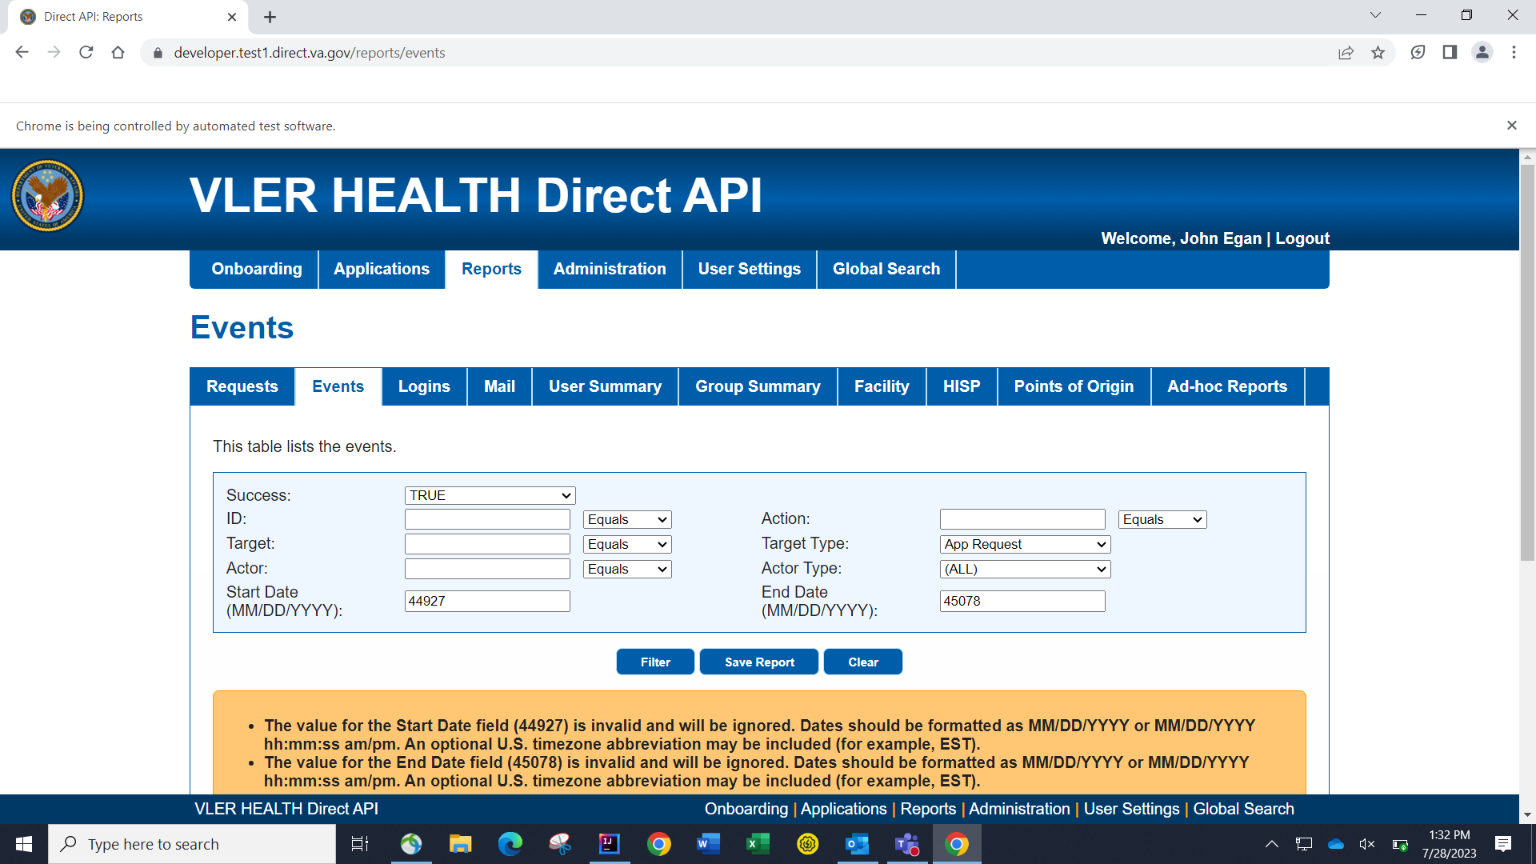 Direct API: Reports
developer.test1.direct.va.gov/reports/events
Chrome is being controlled by automated test software.
VLER HEALTH Direct API
Welcome, John Egan | Logout
Onboarding Applications Reports Administration User Settings Global Search
Events
Requests Events Logins Mail User Summary Group Summary Facility HISP Points of Origin Ad-hoc Reports
This table lists the events.
Success: TRUE
ID: Equals Action: Equals
Target: Equals Target Type: App Request
Actor: Equals Actor Type: (ALL)
Start Date End Date
(MM/DD/YYYY): 44927 (MM/DD/YYYY): 45078
Filter Save Report Clear
• The value for the Start Date field (44927) is invalid and will be ignored. Dates should be formatted as MM/DD/YYYY or MM/DD/YYYY
hh:mm:ss am/pm. An optional U.S. timezone abbreviation may be included (for example, EST).
• The value for the End Date field (45078) is invalid and will be ignored. Dates should be formatted as MM/DD/YYYY or MM/DD/YYYY
hh:mm:ss am/pm. An optional U.S. timezone abbreviation may be included (for example, EST).
VLER HEALTH Direct API Onboarding | Applications | Reports | Administration | User Settings | Global Search
Type here to search
1:32 PM
7/28/2023